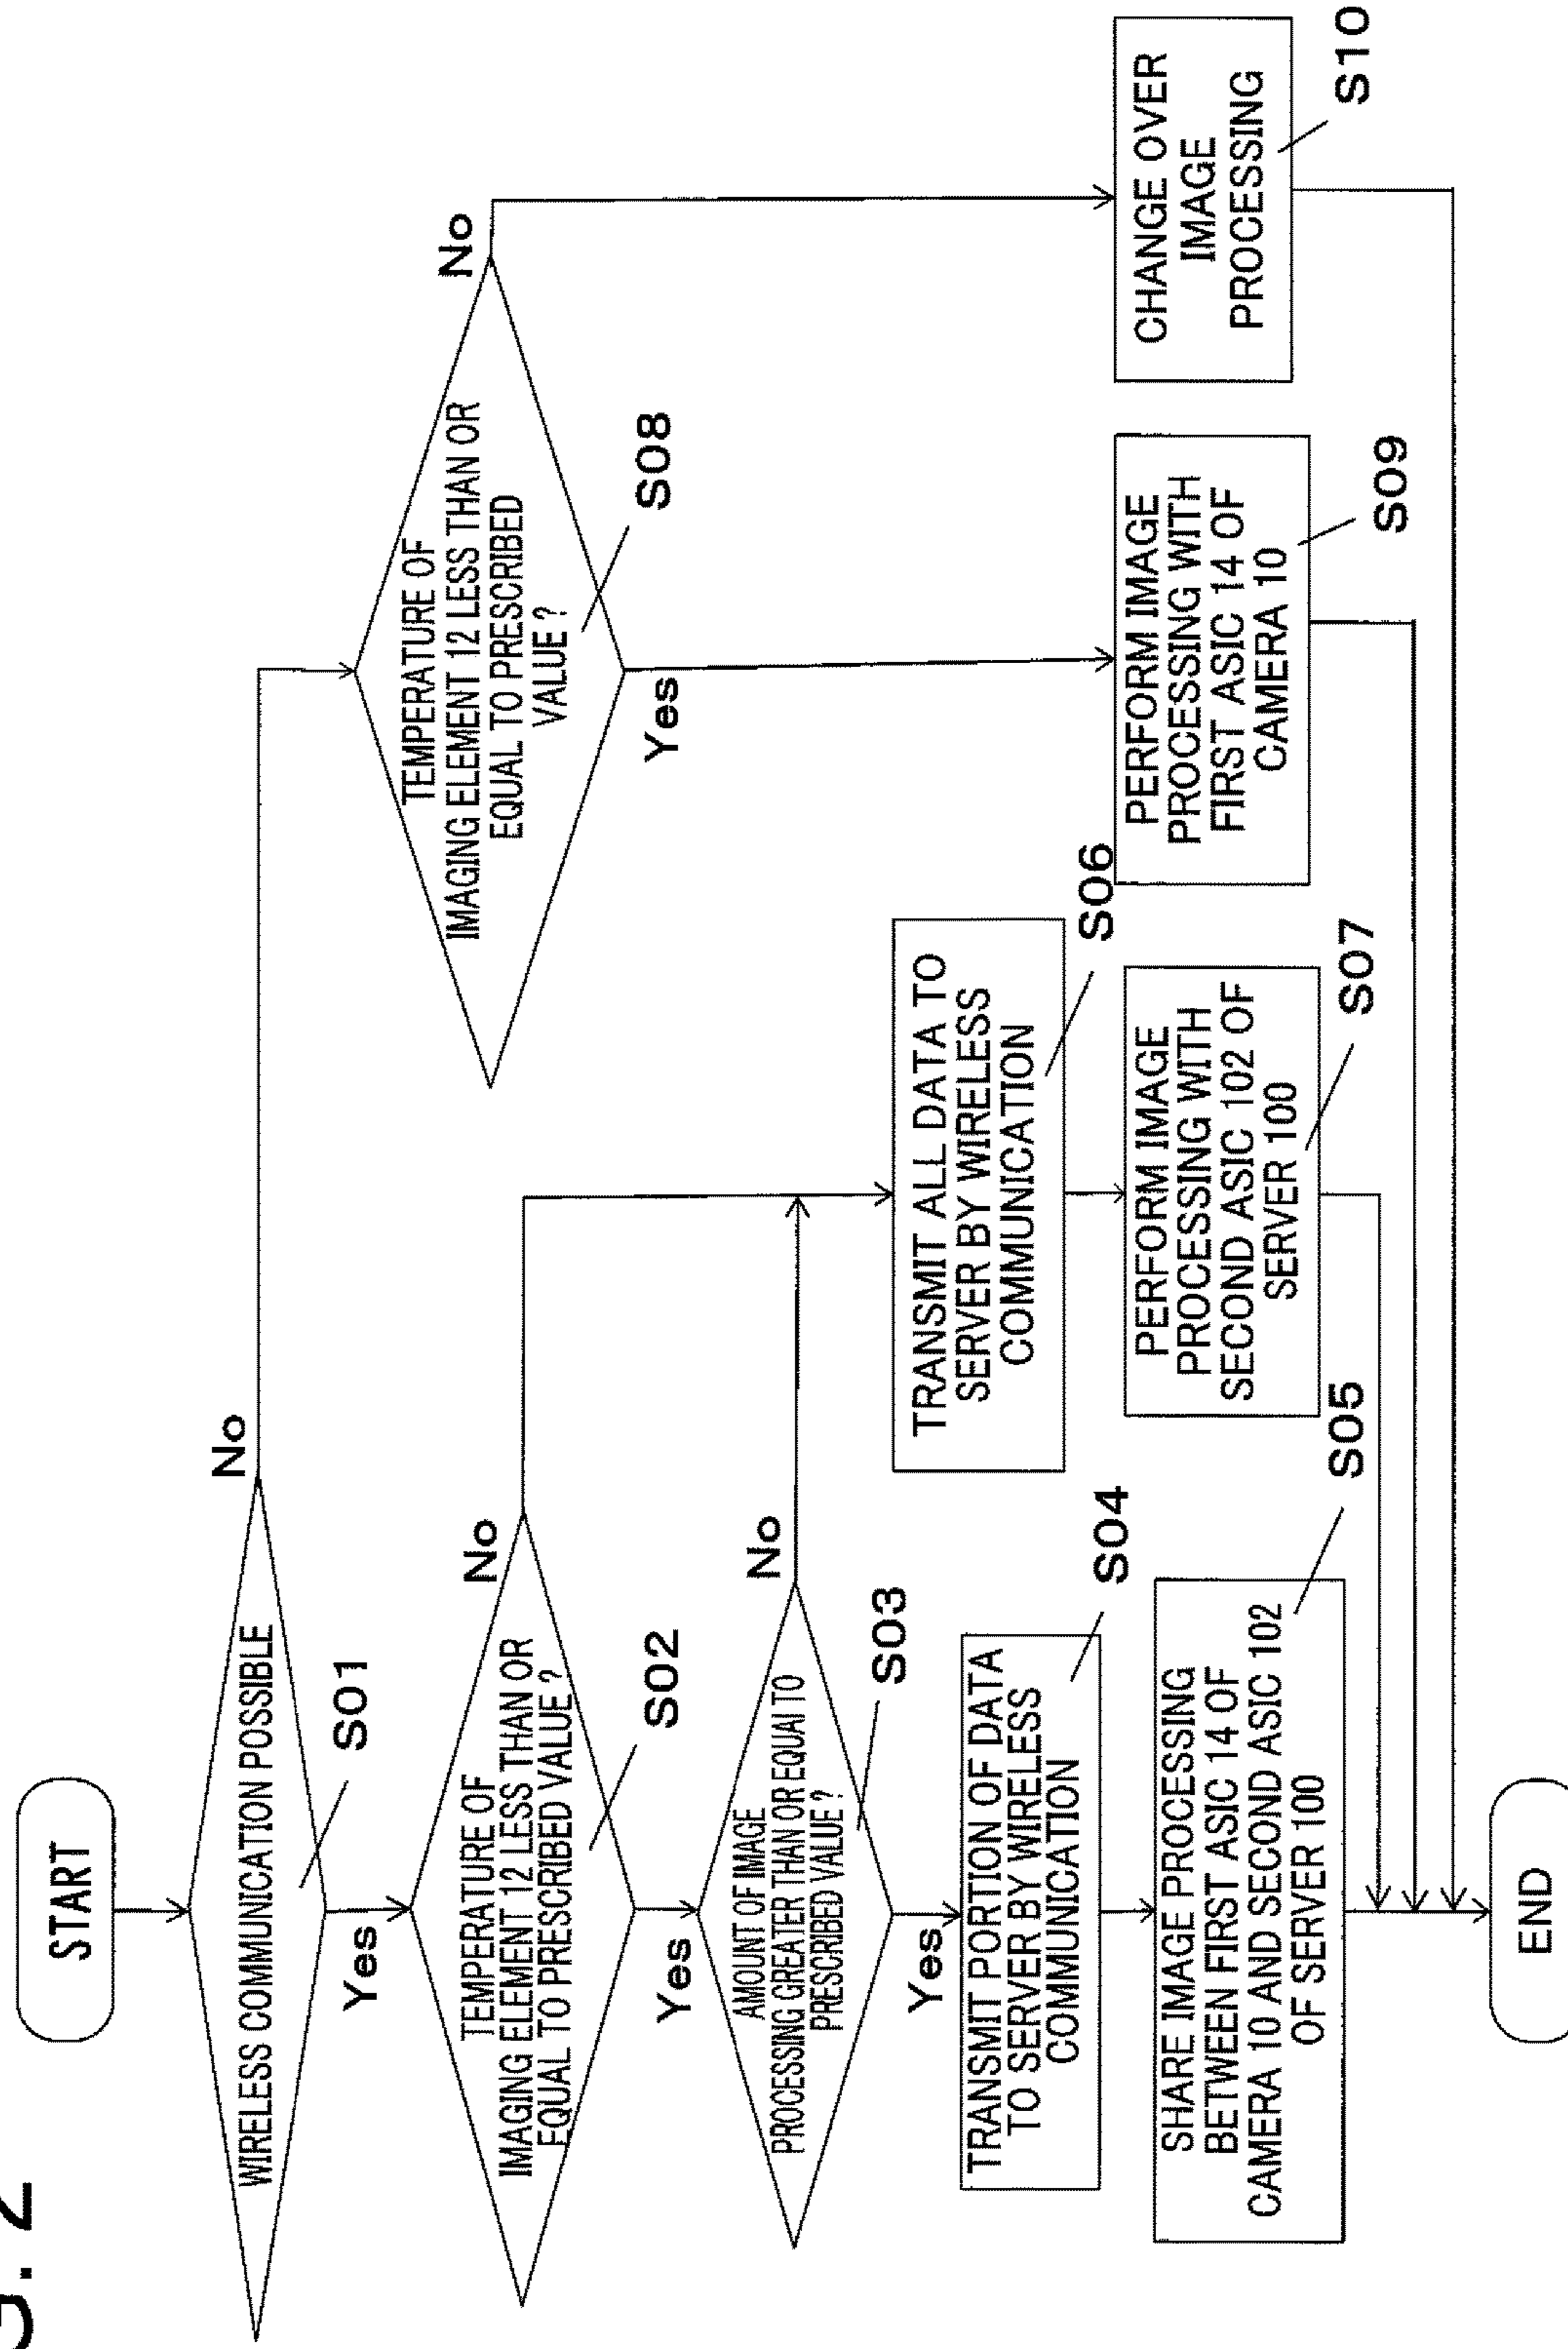 G. 2
START
WIRELESS COMMUNICATION POSSIBLE
S01
No
Yes
TEMPERATURE OF
IMAGING ELEMENT 12 LESS THAN OR
EQUAL TO PRESCRIBED VALUE ?
S02
No
Yes
AMOUNT OF IMAGE
PROCESSING GREATER THAN OR EQUAL TO
PRESCRIBED VALUE ?
S03
No
Yes
TRANSMIT PORTION OF DATA
TO SERVER BY WIRELESS
COMMUNICATION
S04
SHARE IMAGE PROCESSING
BETWEEN FIRST ASIC 14 OF
CAMERA 10 AND SECOND ASIC 102
OF SERVER 100
S05
TRANSMIT ALL DATA TO
SERVER BY WIRELESS
COMMUNICATION
S06
PERFORM IMAGE
PROCESSING WITH
SECOND ASIC 102 OF
SERVER 100
S07
TEMPERATURE OF
IMAGING ELEMENT 12 LESS THAN OR
EQUAL TO PRESCRIBED
VALUE ?
S08
No
Yes
PERFORM IMAGE
PROCESSING WITH
FIRST ASIC 14 OF
CAMERA 10
S09
CHANGE OVER
IMAGE
PROCESSING
S10
END